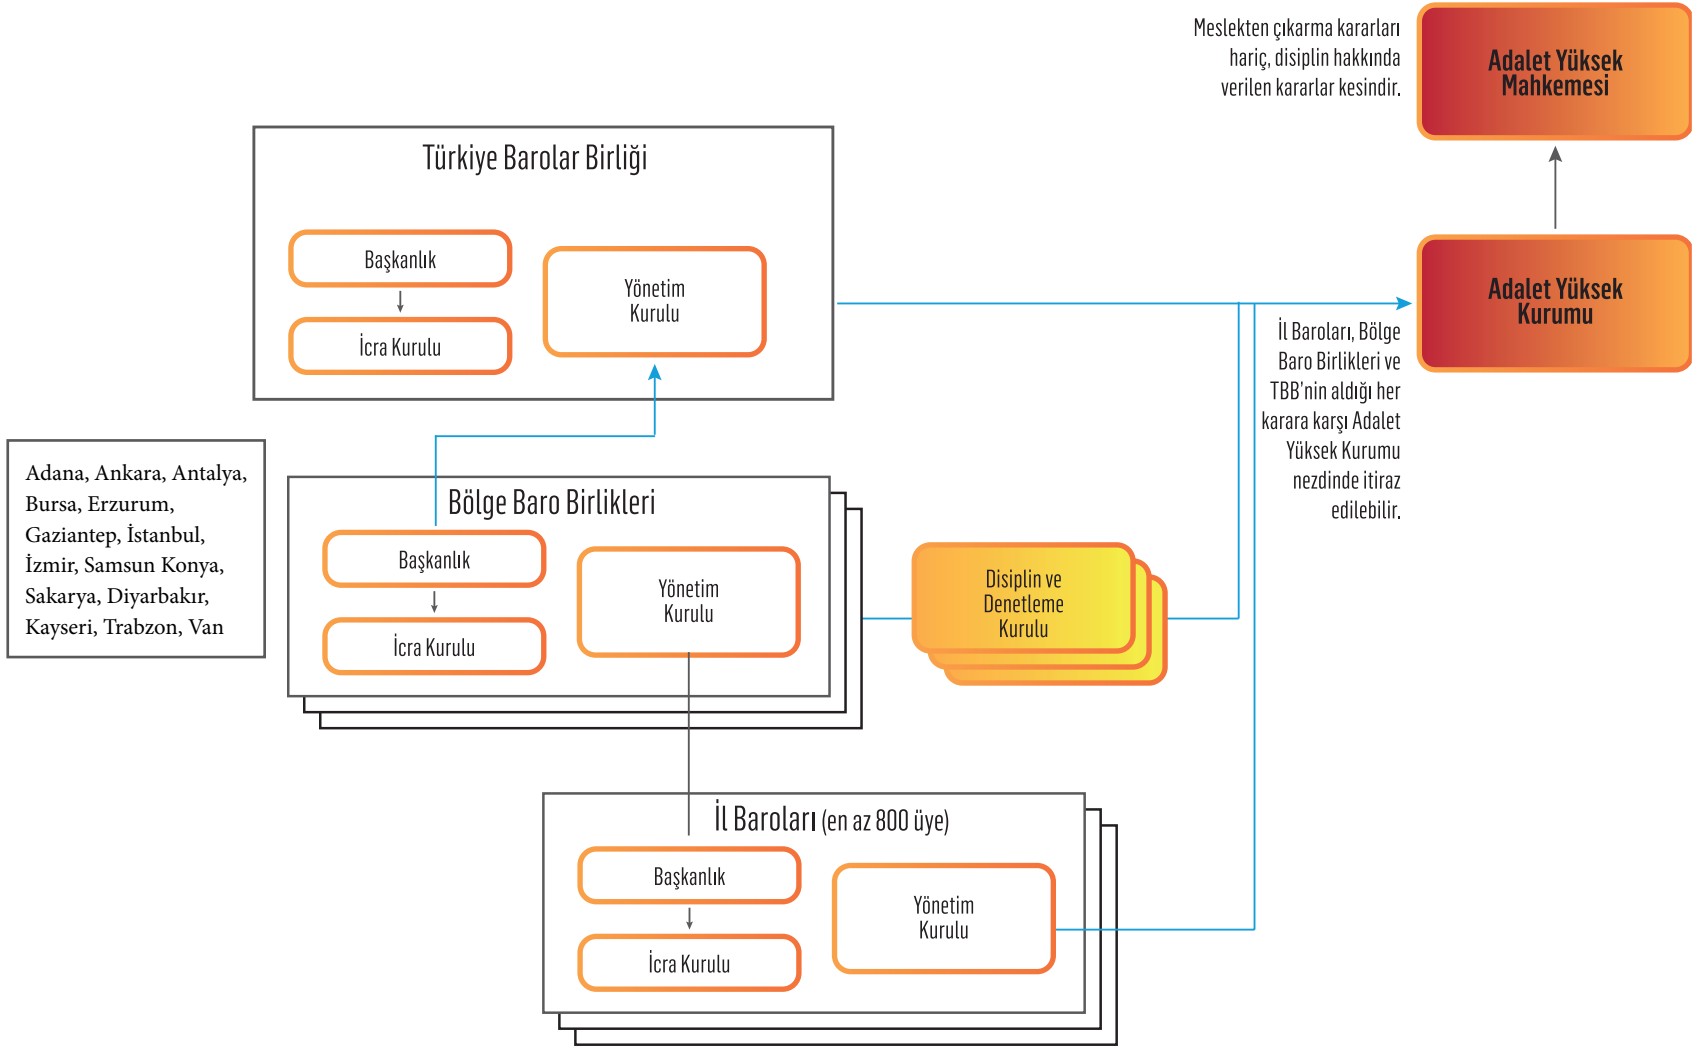 Meslekten çıkarma kararları
hariç, disiplin hakkında
verilen kararlar kesindir.
Adalet Yüksek
Mahkemesi
Türkiye Barolar Birliği
Başkanlık
İcra Kurulu
Yönetim
Kurulu
Adalet Yüksek
Kurumu
İl Baroları, Bölge
Baro Birlikleri ve
TBB'nin aldığı her
karara karşı Adalet
Yüksek Kurumu
nezdinde itiraz
edilebilir.
Adana, Ankara, Antalya,
Bursa, Erzurum,
Gaziantep, İstanbul,
İzmir, Samsun Konya,
Sakarya, Diyarbakır,
Kayseri, Trabzon, Van
Bölge Baro Birlikleri
Başkanlık
İcra Kurulu
Yönetim
Kurulu
Disiplin ve
Denetleme
Kurulu
İl Baroları (en az 800 üye)
Başkanlık
İcra Kurulu
Yönetim
Kurulu